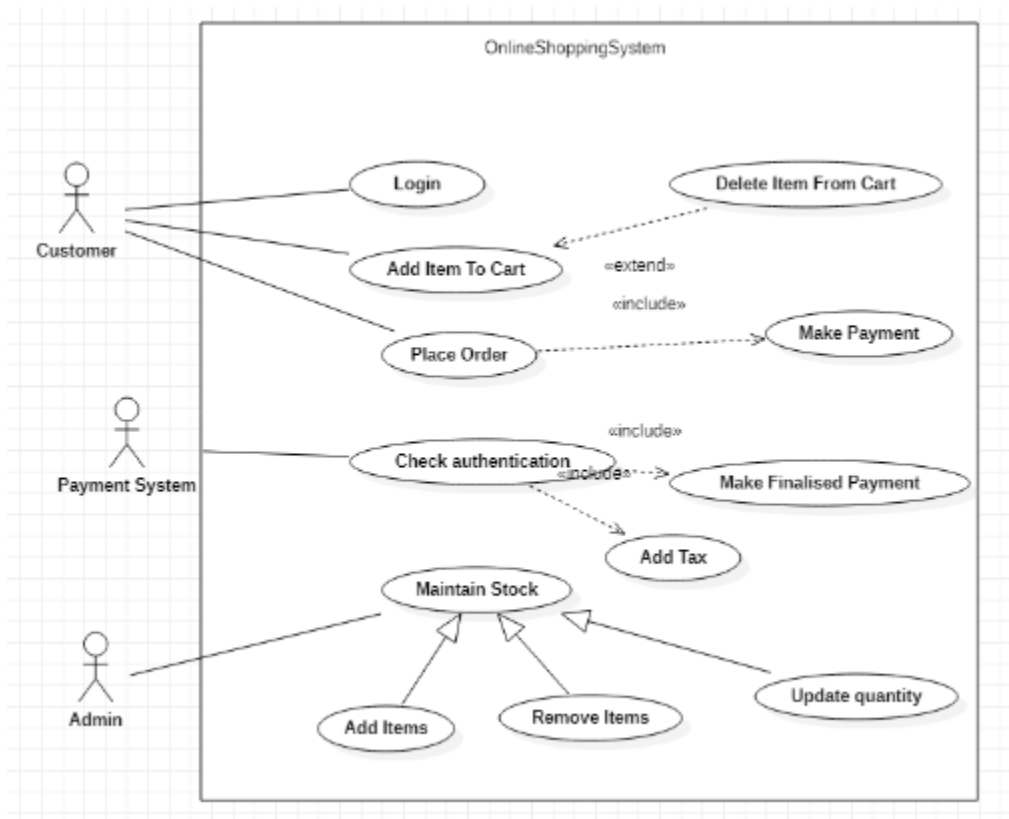 OnlineShoppingSystem
Login
Delete Item From Cart
Customer
Add Item To Cart
«extend»
«include»
Make Payment
Place Order
Payment System
«include»
Check authentication
«include»
Make Finalised Payment
Add Tax
Maintain Stock
Admin
Add Items
Remove Items
Update quantity